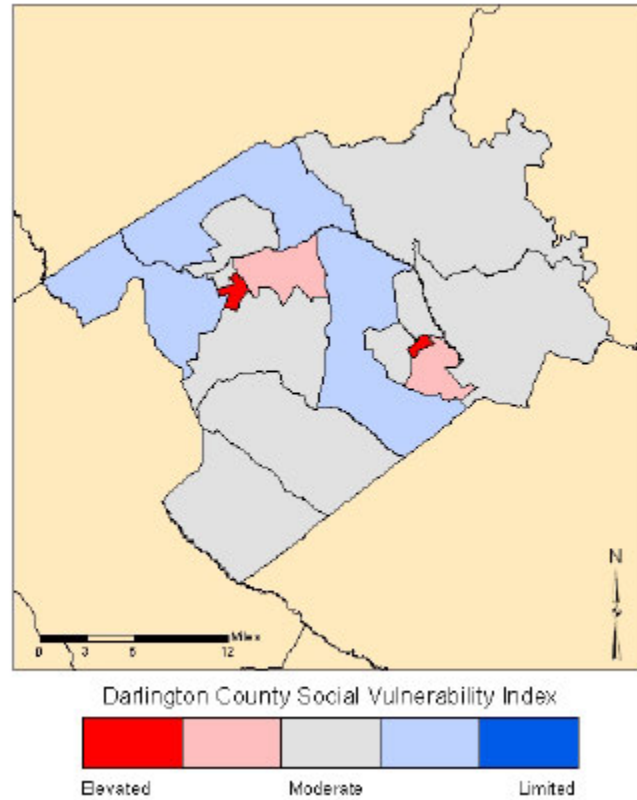 N
Miles
0 3 6 12
Darlington County Social Vulnerability Index
Elevated Moderate Limited